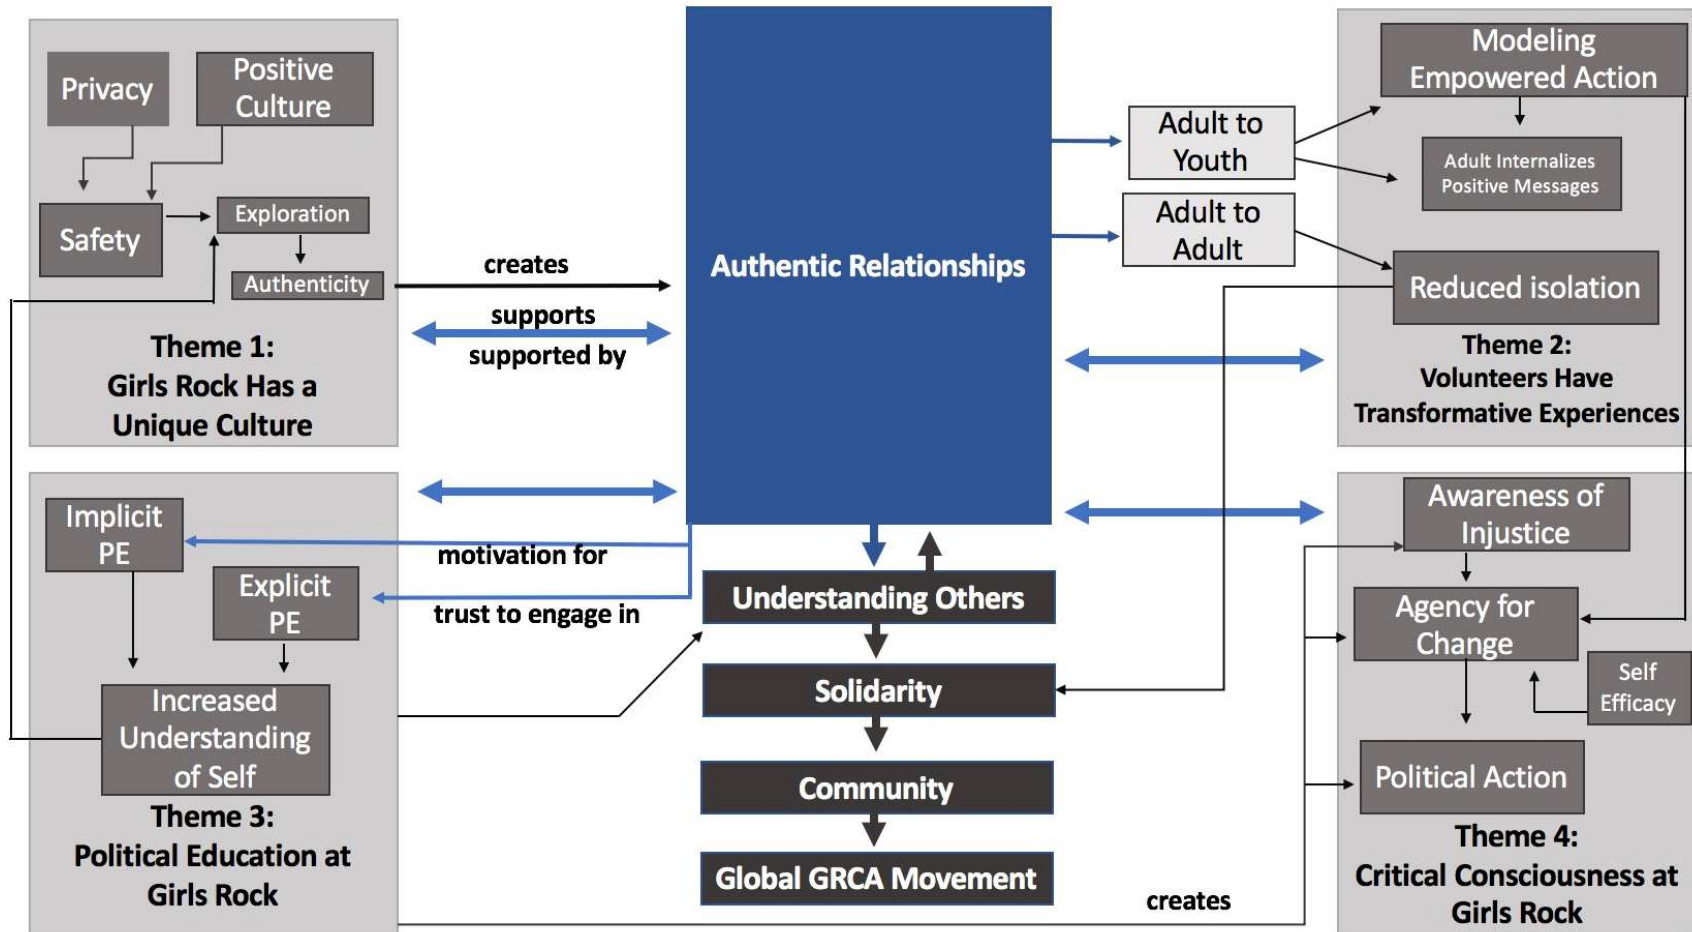 Privacy
Positive
Culture
Safety
Exploration
Authenticity
Theme 1:
Girls Rock Has a
Unique Culture
creates
supports
supported by
Authentic Relationships
Adult to
Youth
Adult to
Adult
Modeling
Empowered Action
Adult Internalizes
Positive Messages
Reduced isolation
Theme 2:
Volunteers Have
Transformative Experiences
Implicit
PE
Explicit
PE
Increased
Understanding
of Self
Theme 3:
Political Education at
Girls Rock
motivation for
trust to engage in
Understanding Others
Solidarity
Community
Global GRCA Movement
creates
Awareness of
Injustice
Agency for
Change
Self
Efficacy
Political Action
Theme 4:
Critical Consciousness at
Girls Rock